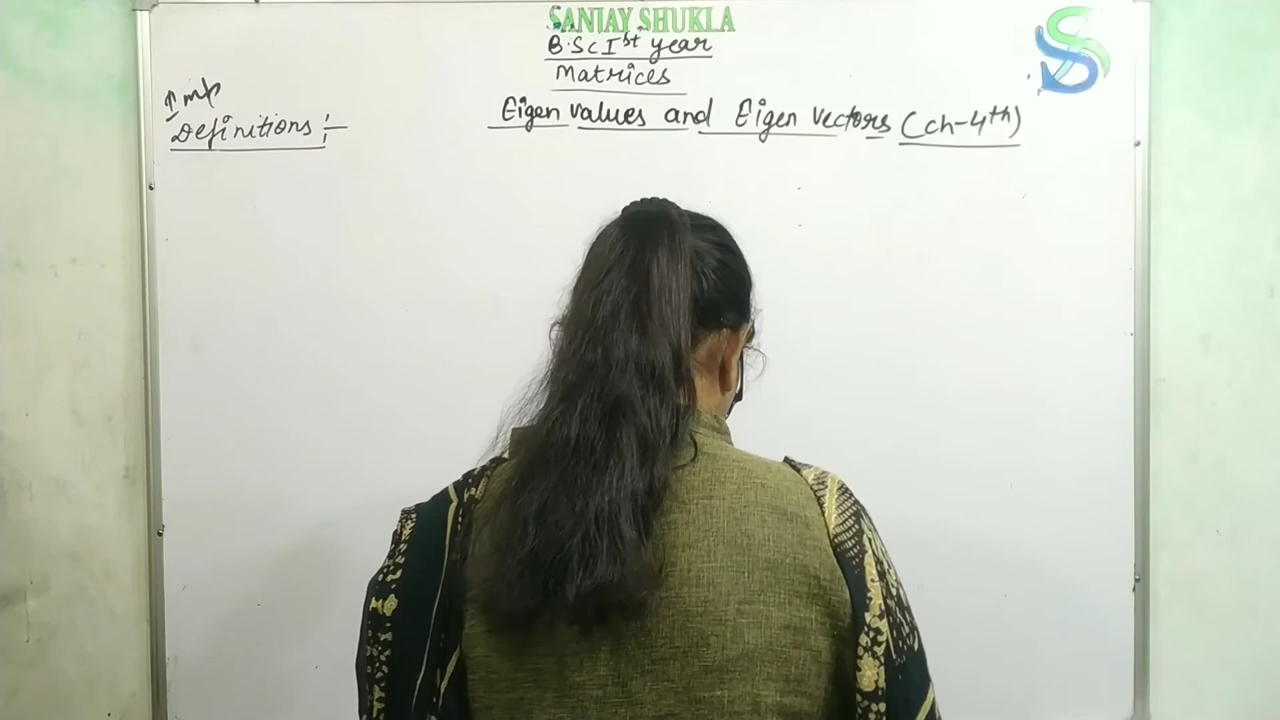 SANJAY SHUKLA
B.Sc Ist year
Matrices
Imp
Eigen values and Eigen vectors (ch-4th)
Definitions :-